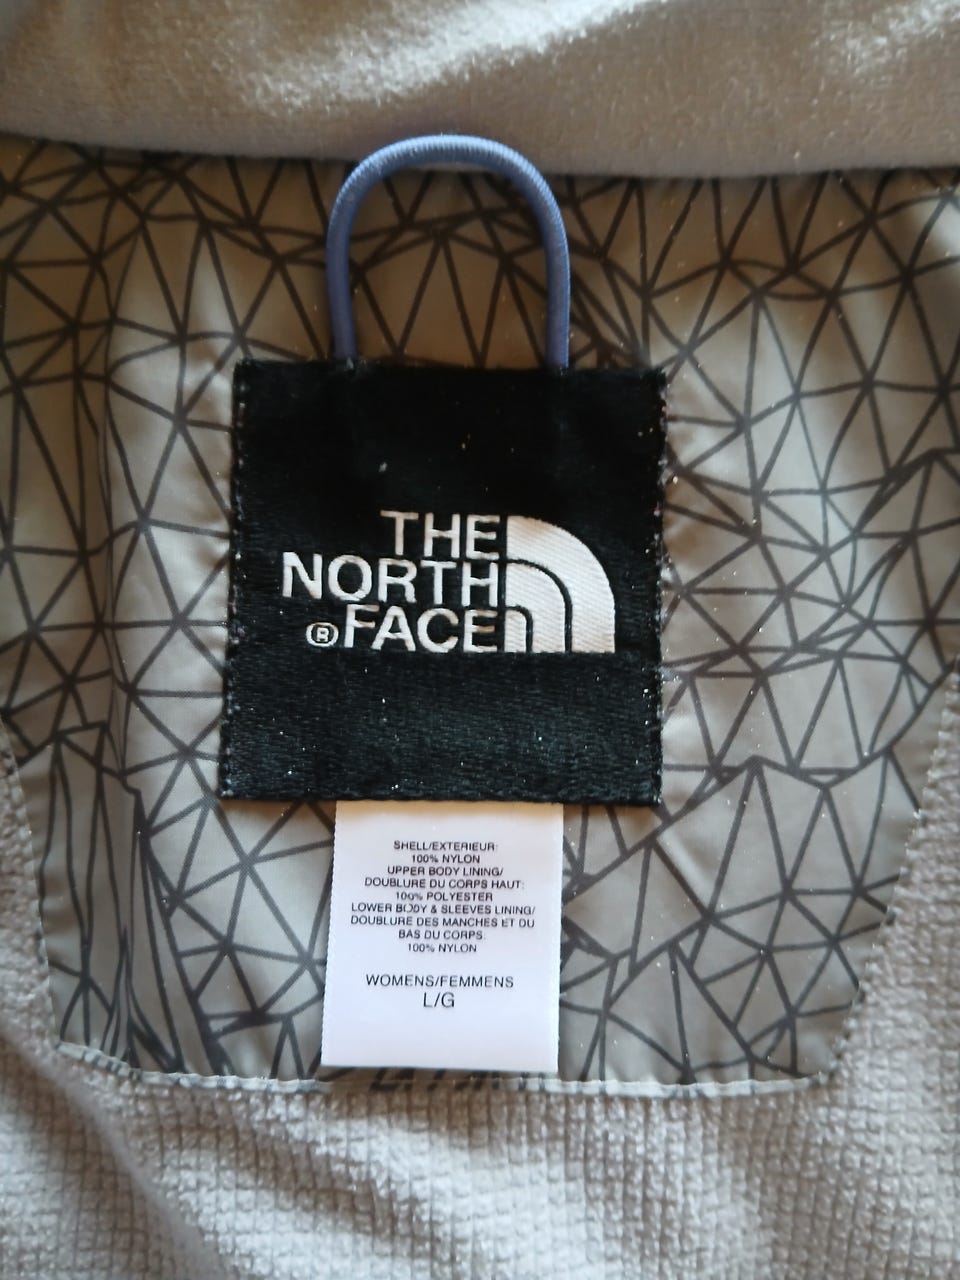 THE
NORTH
®FACE
SHELL/EXTERIEUR:
100% NYLON
UPPER BODY LINING/
DOUBLURE DU CORPS HAUT:
100% POLYESTER
LOWER BODY & SLEEVES LINING/
DOUBLURE DES MANCHES ET DU
BAS DU CORPS:
100% NYLON
WOMENS/FEMMENS
L/G